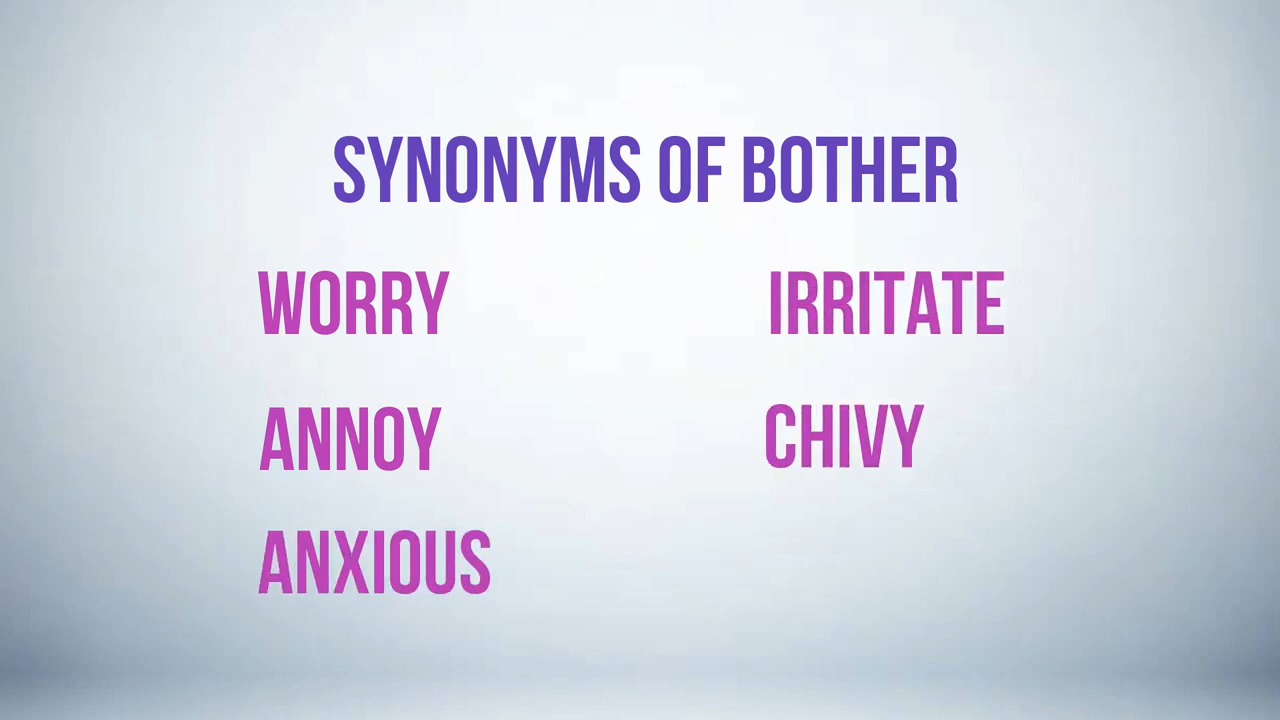 SYNONYMS OF BOTHER
WORRY
IRRITATE
ANNOY
CHIVY
ANXIOUS